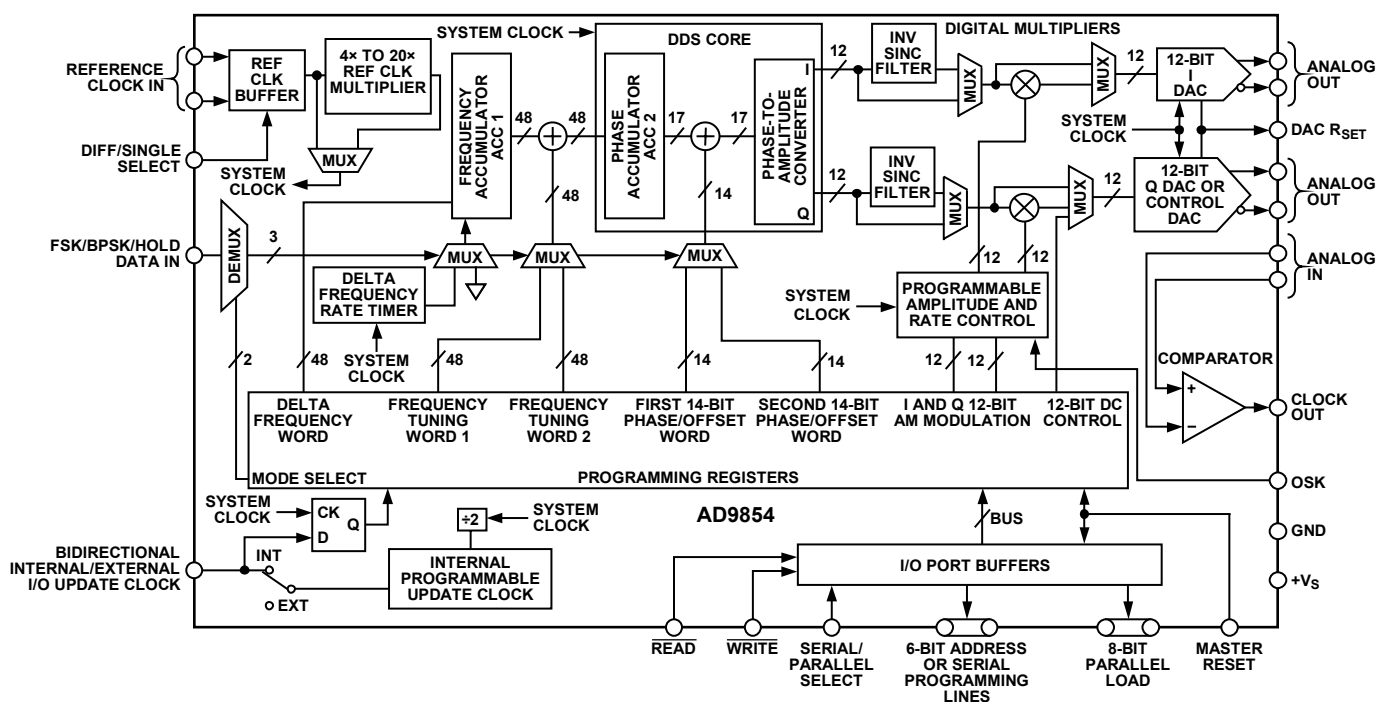 SYSTEM CLOCK
DIGITAL MULTIPLIERS
REFERENCE
CLOCK IN
REF
CLK
BUFFER
4× TO 20×
REF CLK
MULTIPLIER
MUX
SYSTEM
CLOCK
DIFF/SINGLE
SELECT
FREQUENCY
ACCUMULATOR
ACC 1
48
48
48
DDS CORE
PHASE
ACCUMULATOR
ACC 2
17
17
14
PHASE-TO-
AMPLITUDE
CONVERTER
I
Q
12
INV
SINC
FILTER
MUX
MUX
12
12-BIT
I
DAC
ANALOG
OUT
SYSTEM
CLOCK
DAC RSET
12
INV
SINC
FILTER
MUX
MUX
12
12-BIT
Q DAC OR
CONTROL
DAC
ANALOG
OUT
FSK/BPSK/HOLD
DATA IN
DEMUX
3
MUX
MUX
MUX
DELTA
FREQUENCY
RATE TIMER
SYSTEM
CLOCK
12
12
SYSTEM
CLOCK
PROGRAMMABLE
AMPLITUDE AND
RATE CONTROL
ANALOG
IN
COMPARATOR
+
−
CLOCK
OUT
2
48
48
48
14
14
12
12
DELTA
FREQUENCY
WORD
FREQUENCY
TUNING
WORD 1
FREQUENCY
TUNING
WORD 2
FIRST 14-BIT
PHASE/OFFSET
WORD
SECOND 14-BIT
PHASE/OFFSET
WORD
I AND Q 12-BIT
AM MODULATION
12-BIT DC
CONTROL
MODE SELECT
PROGRAMMING REGISTERS
OSK
SYSTEM
CLOCK
CK
Q
D
÷2
SYSTEM
CLOCK
AD9854
BUS
GND
BIDIRECTIONAL
INTERNAL/EXTERNAL
I/O UPDATE CLOCK
INT
EXT
INTERNAL
PROGRAMMABLE
UPDATE CLOCK
I/O PORT BUFFERS
+VS
READ
WRITE
SERIAL/
PARALLEL
SELECT
6-BIT ADDRESS
OR SERIAL
PROGRAMMING
LINES
8-BIT
PARALLEL
LOAD
MASTER
RESET